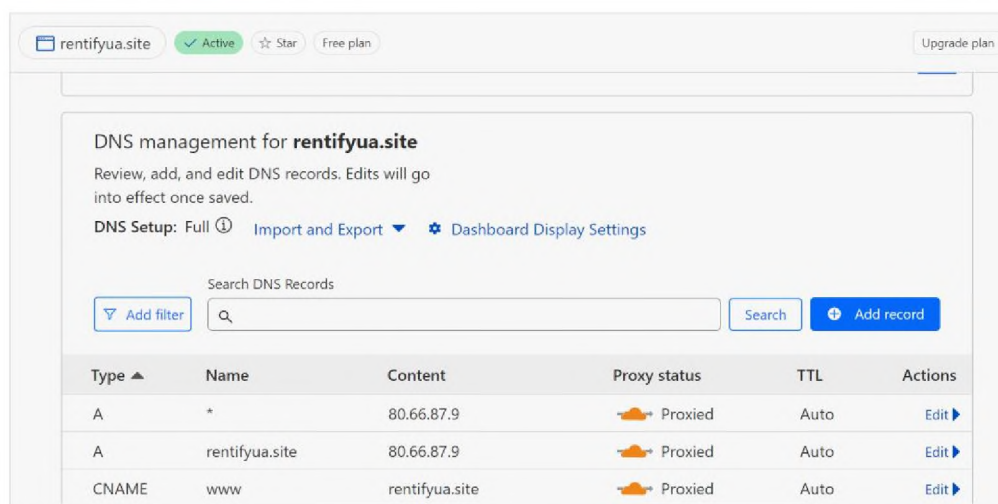 rentifyua.site Active Star Free plan Upgrade plan
DNS management for rentifyua.site
Review, add, and edit DNS records. Edits will go
into effect once saved.
DNS Setup: Full Import and Export Dashboard Display Settings
Search DNS Records
Add filter Search Add record
Type Name Content Proxy status TTL Actions
A * 80.66.87.9 Proxied Auto Edit
A rentifyua.site 80.66.87.9 Proxied Auto Edit
CNAME www rentifyua.site Proxied Auto Edit